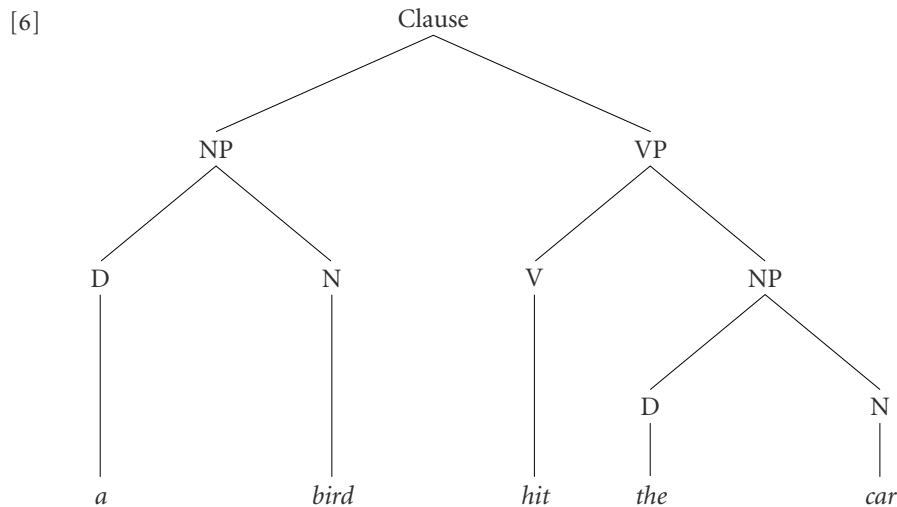 [6] Clause
NP VP
D N V NP
D N
a bird hit the car